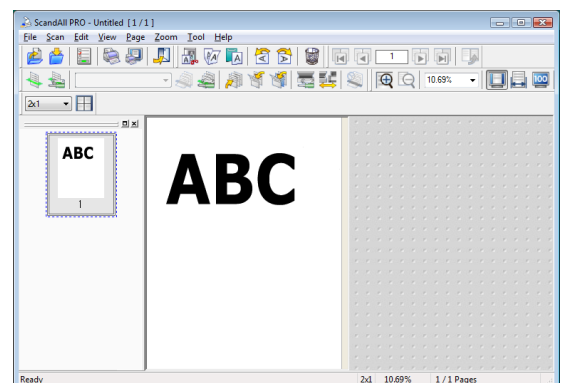 ScandAll PRO - Untitled [ 1 / 1 ]
File Scan Edit View Page Zoom Tool Help
1
10.69%
100
2x1
ABC
1
ABC
Ready 2x1 10.69% 1 / 1 Pages